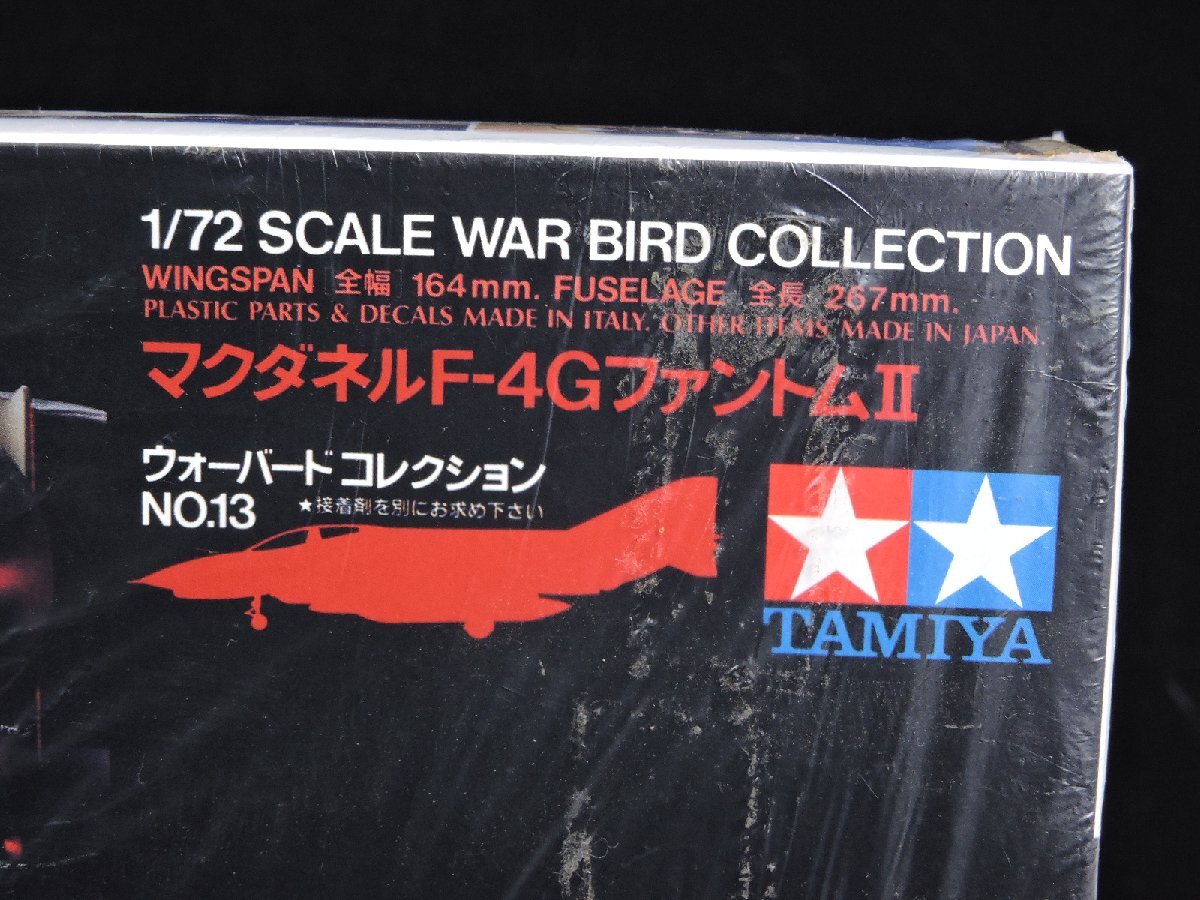 1/72 SCALE WAR BIRD COLLECTION
WINGSPAN 全幅 164mm. FUSELAGE 全長 267mm.
PLASTIC PARTS & DECALS MADE IN ITALY. OTHER ITEMS MADE IN JAPAN.
マクダネルF-4GファントムII
ウォーバードコレクション
NO.13 ★接着剤を別にお求め下さい
TAMIYA